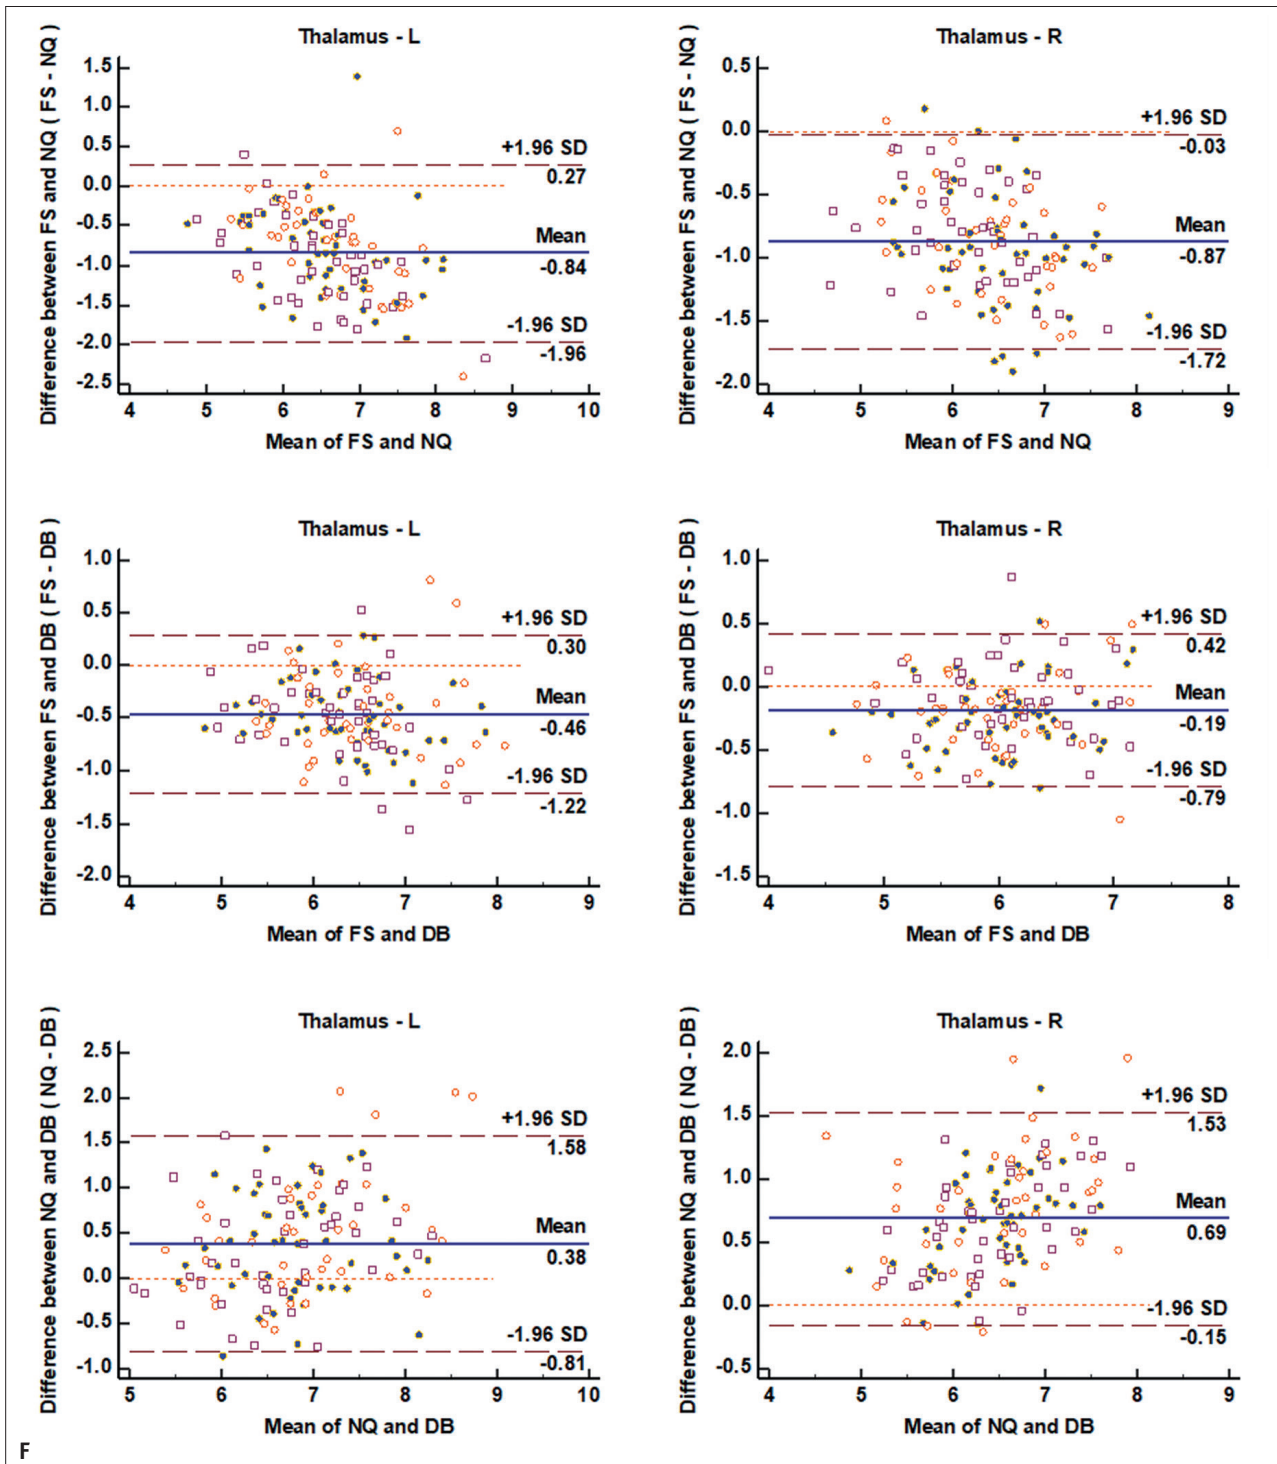 Thalamus - L
Difference between FS and NQ ( FS - NQ)
1.5
1.0
0.5
0.0
-0.5
-1.0
-1.5
-2.0
-2.5
+1.96 SD
0.27
Mean
-0.84
-1.96 SD
-1.96
4 5 6 7 8 9 10
Mean of FS and NQ
Thalamus - R
Difference between FS and NQ ( FS - NQ)
0.5
0.0
-0.5
-1.0
-1.5
-2.0
+1.96 SD
-0.03
Mean
-0.87
-1.96 SD
-1.72
4 5 6 7 8 9
Mean of FS and NQ
Thalamus - L
Difference between FS and DB ( FS - DB)
1.0
0.5
0.0
-0.5
-1.0
-1.5
-2.0
+1.96 SD
0.30
Mean
-0.46
-1.96 SD
-1.22
4 5 6 7 8 9
Mean of FS and DB
Thalamus - R
Difference between FS and DB ( FS - DB)
1.0
0.5
0.0
-0.5
-1.0
-1.5
+1.96 SD
0.42
Mean
-0.19
-1.96 SD
-0.79
4 5 6 7 8
Mean of FS and DB
Thalamus - L
Difference between NQ and DB ( NQ - DB)
2.5
2.0
1.5
1.0
0.5
0.0
-0.5
-1.0
+1.96 SD
1.58
Mean
0.38
-1.96 SD
-0.81
5 6 7 8 9 10
Mean of NQ and DB
Thalamus - R
Difference between NQ and DB ( NQ - DB)
2.0
1.5
1.0
0.5
0.0
-0.5
+1.96 SD
1.53
Mean
0.69
-1.96 SD
-0.15
4 5 6 7 8 9
Mean of NQ and DB
F